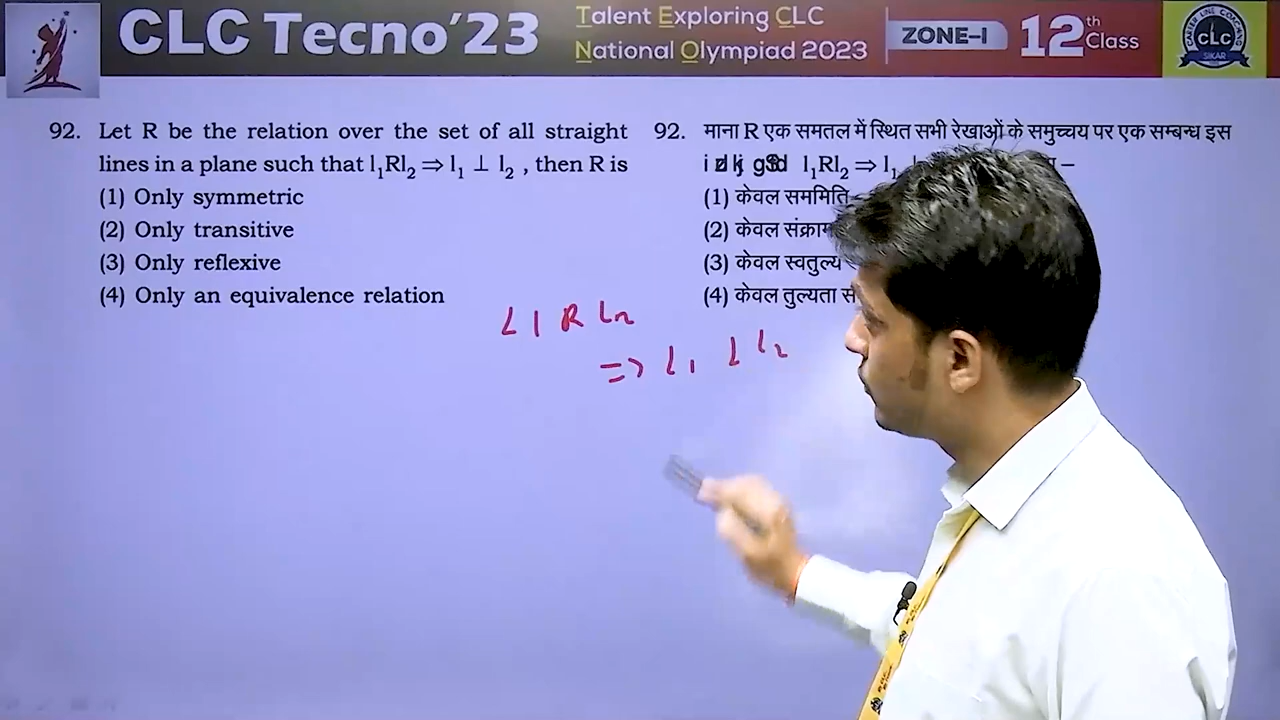 CLC Tecno'23
Talent Exploring CLC
National Olympiad 2023
ZONE-I
12th Class
CLC
SIKAR
92. Let R be the relation over the set of all straight
lines in a plane such that l₁Rl₂ ⇒ l₁ ⊥ l₂ , then R is
(1) Only symmetric
(2) Only transitive
(3) Only reflexive
(4) Only an equivalence relation
92. माना R एक समतल में स्थित सभी रेखाओं के समुच्चय पर एक सम्बन्ध इस
l₁Rl₂ ⇒ l₁
(1) केवल सममिति
(2) केवल
(3) केवल स्वतुल्य
(4) केवल तुल्यता
L1 R L2
⇒ L1 ⊥ L2